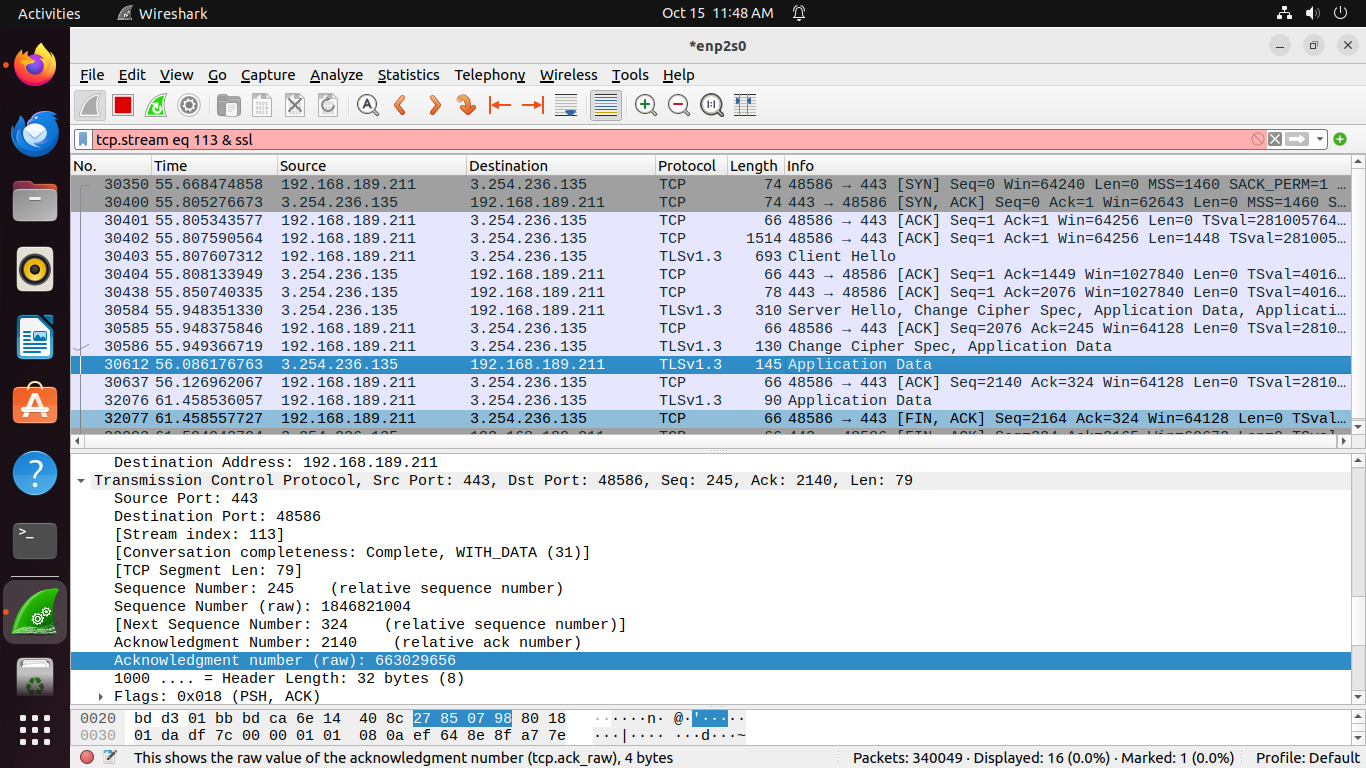 Activities Wireshark Oct 15 11:48 AM
*enp2s0
File Edit View Go Capture Analyze Statistics Telephony Wireless Tools Help
tcp.stream eq 113 & ssl
No. Time Source Destination Protocol Length Info
30350 55.668474858 192.168.189.211 3.254.236.135 TCP 74 48586 → 443 [SYN] Seq=0 Win=64240 Len=0 MSS=1460 SACK_PERM=1 …
30400 55.805276673 3.254.236.135 192.168.189.211 TCP 74 443 → 48586 [SYN, ACK] Seq=0 Ack=1 Win=62643 Len=0 MSS=1460 S…
30401 55.805343577 192.168.189.211 3.254.236.135 TCP 66 48586 → 443 [ACK] Seq=1 Ack=1 Win=64256 Len=0 TSval=281005764…
30402 55.807590564 192.168.189.211 3.254.236.135 TCP 1514 48586 → 443 [ACK] Seq=1 Ack=1 Win=64256 Len=1448 TSval=281005…
30403 55.807607312 192.168.189.211 3.254.236.135 TLSv1.3 693 Client Hello
30404 55.808133949 3.254.236.135 192.168.189.211 TCP 66 443 → 48586 [ACK] Seq=1 Ack=1449 Win=1027840 Len=0 TSval=4016…
30438 55.850740335 3.254.236.135 192.168.189.211 TCP 78 443 → 48586 [ACK] Seq=1 Ack=2076 Win=1027840 Len=0 TSval=4016…
30584 55.948351330 3.254.236.135 192.168.189.211 TLSv1.3 310 Server Hello, Change Cipher Spec, Application Data, Applicati…
30585 55.948375846 192.168.189.211 3.254.236.135 TCP 66 48586 → 443 [ACK] Seq=2076 Ack=245 Win=64128 Len=0 TSval=2810…
30586 55.949366719 192.168.189.211 3.254.236.135 TLSv1.3 130 Change Cipher Spec, Application Data
30612 56.086176763 3.254.236.135 192.168.189.211 TLSv1.3 145 Application Data
30637 56.126962067 192.168.189.211 3.254.236.135 TCP 66 48586 → 443 [ACK] Seq=2140 Ack=324 Win=64128 Len=0 TSval=2810…
32076 61.458536057 192.168.189.211 3.254.236.135 TLSv1.3 90 Application Data
32077 61.458557727 192.168.189.211 3.254.236.135 TCP 66 48586 → 443 [FIN, ACK] Seq=2164 Ack=324 Win=64128 Len=0 TSval…
Destination Address: 192.168.189.211
Transmission Control Protocol, Src Port: 443, Dst Port: 48586, Seq: 245, Ack: 2140, Len: 79
Source Port: 443
Destination Port: 48586
[Stream index: 113]
[Conversation completeness: Complete, WITH_DATA (31)]
[TCP Segment Len: 79]
Sequence Number: 245 (relative sequence number)
Sequence Number (raw): 1846821004
[Next Sequence Number: 324 (relative sequence number)]
Acknowledgment Number: 2140 (relative ack number)
Acknowledgment number (raw): 663029656
1000 .... = Header Length: 32 bytes (8)
Flags: 0x018 (PSH, ACK)
0020 bd d3 01 bb bd ca 6e 14 40 8c 27 85 07 98 80 18 ······n· @·'·····
0030 01 da df 7c 00 00 01 01 08 0a ef 64 8e 8f a7 7e ···|···· ···d···~
This shows the raw value of the acknowledgment number (tcp.ack_raw), 4 bytes Packets: 340049 · Displayed: 16 (0.0%) · Marked: 1 (0.0%) Profile: Default